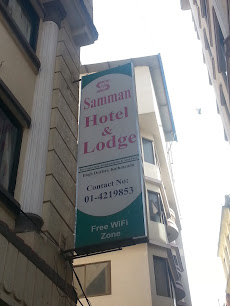 Samman
Hotel
&
Lodge
Contact No:
01-4219853
Free WiFi
Zone